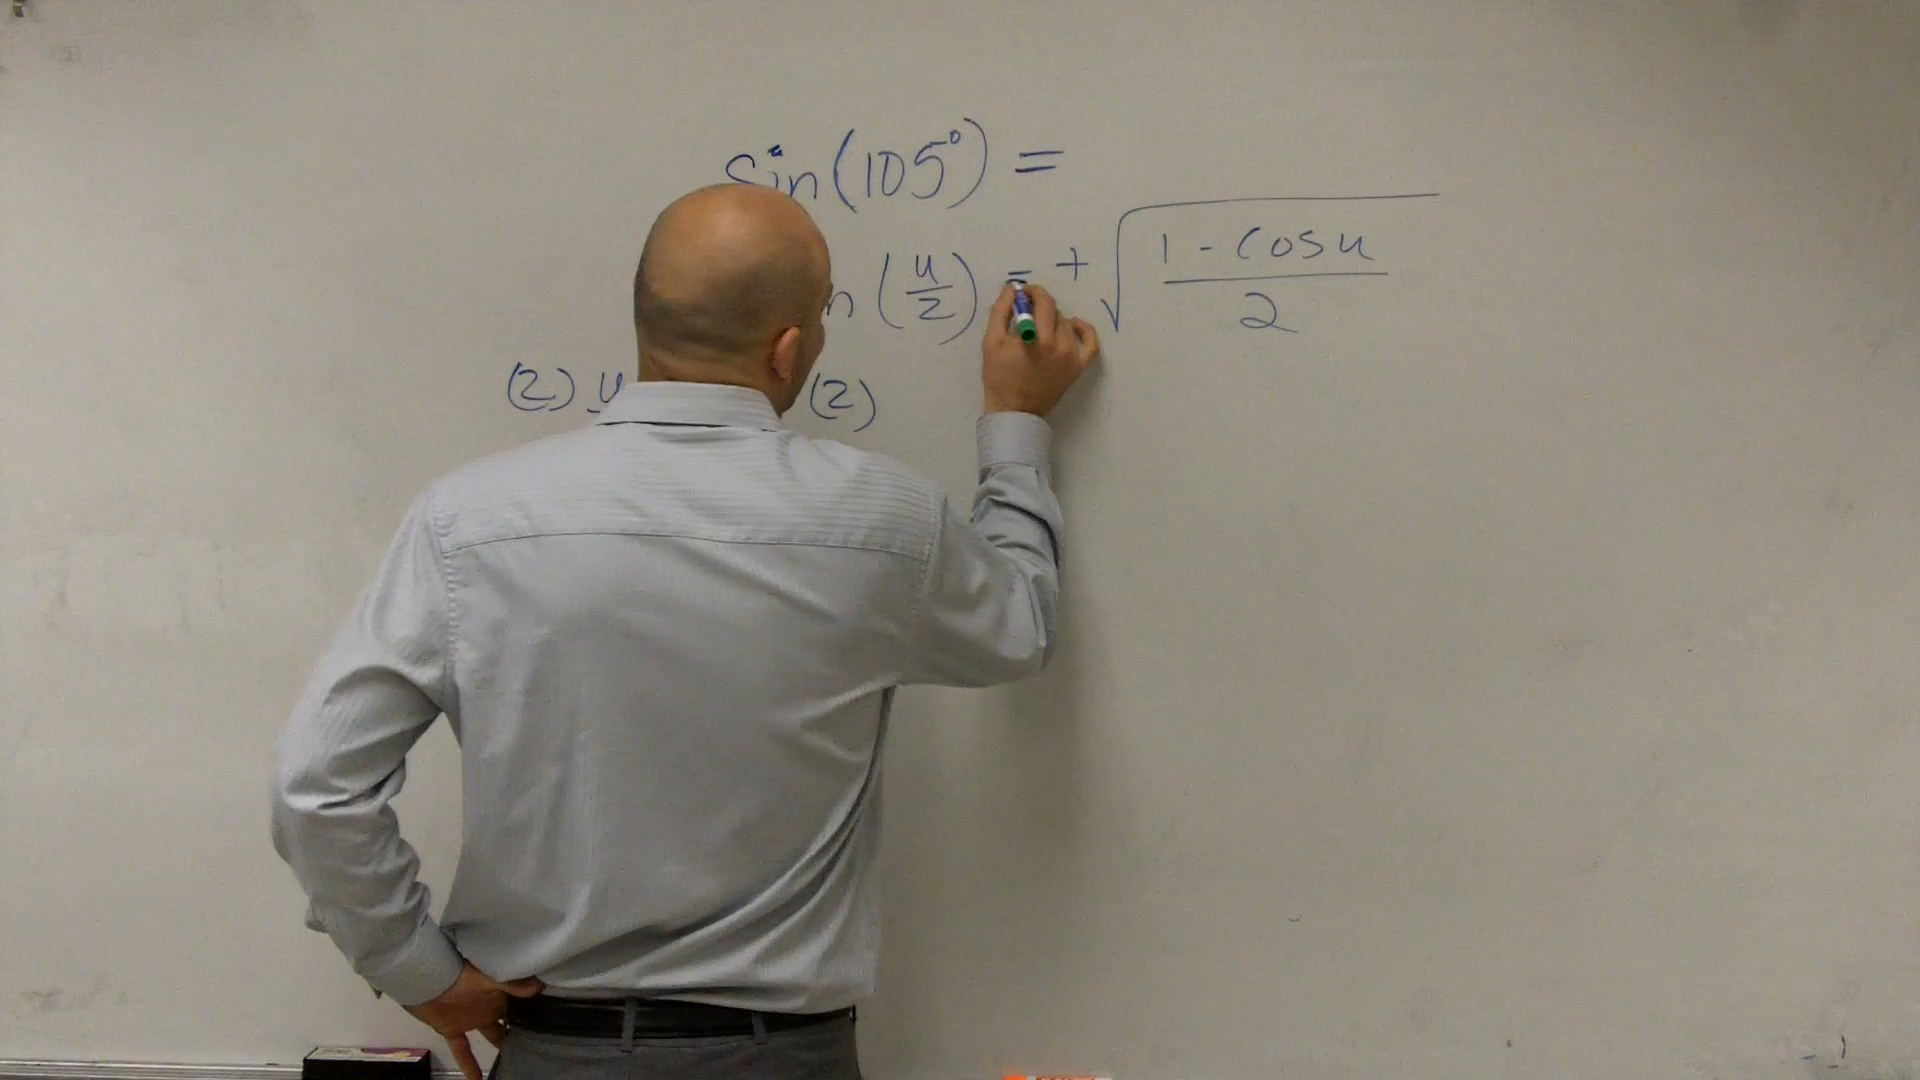 sin(105°) =
n (u/2) = + √((1 - cos u)/2)
(2) u (2)